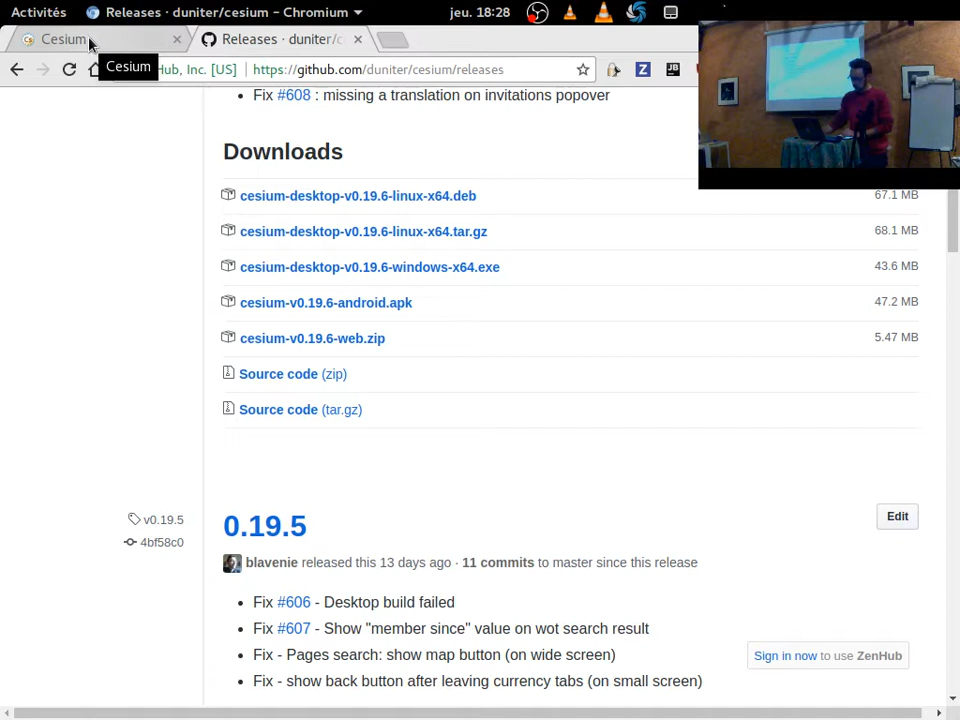 Activités
Releases · duniter/cesium – Chromium
jeu. 18:28
Cesium
Releases · duniter/c
Cesium
Hub, Inc. [US]
https://github.com/duniter/cesium/releases
Z
JB
Fix #608 : missing a translation on invitations popover
Downloads
cesium-desktop-v0.19.6-linux-x64.deb
67.1 MB
cesium-desktop-v0.19.6-linux-x64.tar.gz
68.1 MB
cesium-desktop-v0.19.6-windows-x64.exe
43.6 MB
cesium-v0.19.6-android.apk
47.2 MB
cesium-v0.19.6-web.zip
5.47 MB
Source code (zip)
Source code (tar.gz)
v0.19.5
4bf58c0
0.19.5
Edit
blavenie released this 13 days ago · 11 commits to master since this release
Fix #606 - Desktop build failed
Fix #607 - Show "member since" value on wot search result
Fix - Pages search: show map button (on wide screen)
Fix - show back button after leaving currency tabs (on small screen)
Sign in now to use ZenHub